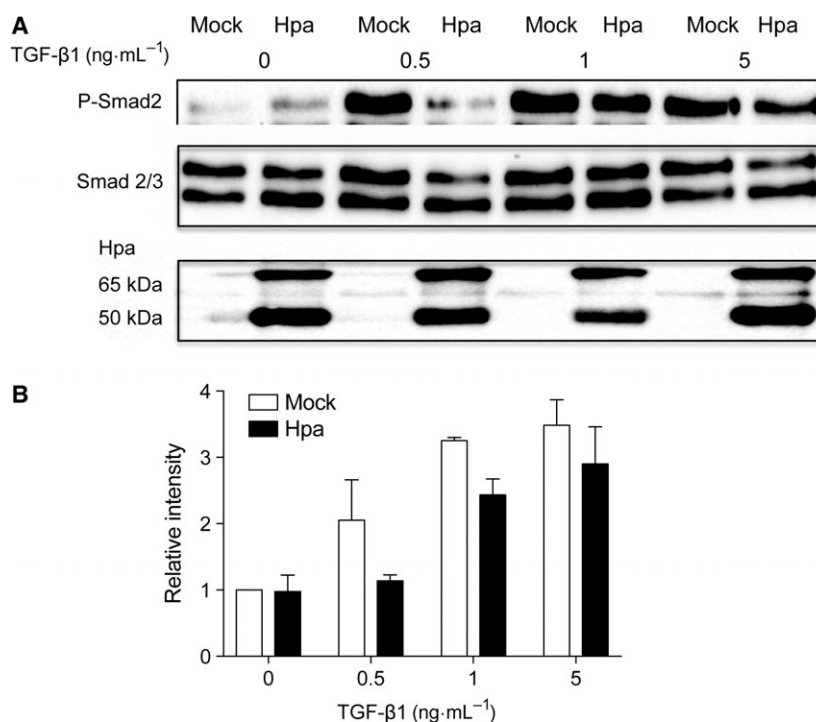 A
Mock Hpa Mock Hpa Mock Hpa Mock Hpa
TGF-β1 (ng·mL⁻¹) 0 0.5 1 5
P-Smad2
Smad 2/3
Hpa
65 kDa
50 kDa
B
4
3
2
1
0
Relative intensity
Mock
Hpa
0 0.5 1 5
TGF-β1 (ng·mL⁻¹)